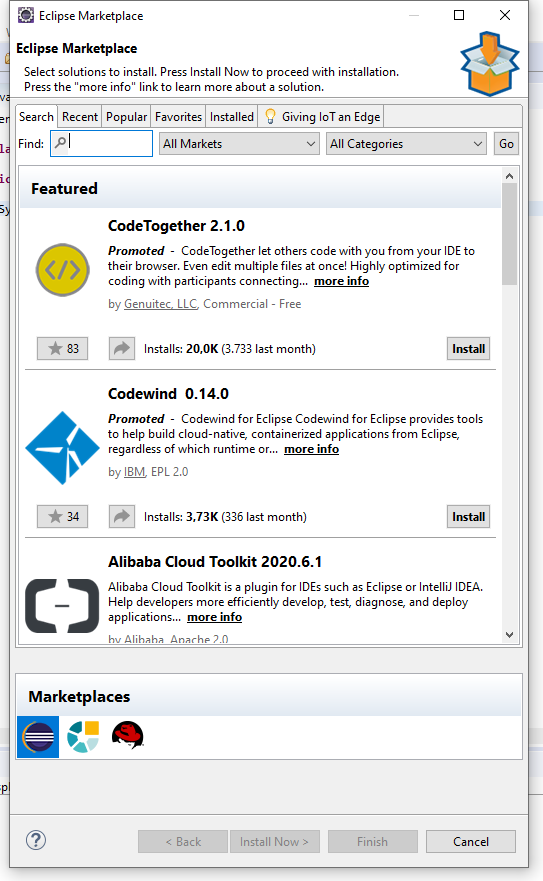 Eclipse Marketplace
Eclipse Marketplace
Select solutions to install. Press Install Now to proceed with installation.
Press the "more info" link to learn more about a solution.
Search Recent Popular Favorites Installed Giving IoT an Edge
Find: All Markets All Categories Go
Featured
CodeTogether 2.1.0
Promoted - CodeTogether let others code with you from your IDE to
their browser. Even edit multiple files at once! Highly optimized for
coding with participants connecting... more info
by Genuitec, LLC, Commercial - Free
83 Installs: 20,0K (3.733 last month) Install
Codewind 0.14.0
Promoted - Codewind for Eclipse Codewind for Eclipse provides tools
to help build cloud-native, containerized applications from Eclipse,
regardless of which runtime or... more info
by IBM, EPL 2.0
34 Installs: 3,73K (336 last month) Install
Alibaba Cloud Toolkit 2020.6.1
Alibaba Cloud Toolkit is a plugin for IDEs such as Eclipse or IntelliJ IDEA.
Help developers more efficiently develop, test, diagnose, and deploy
applications... more info
by Alibaba, Apache 2.0
Marketplaces
? < Back Install Now > Finish Cancel